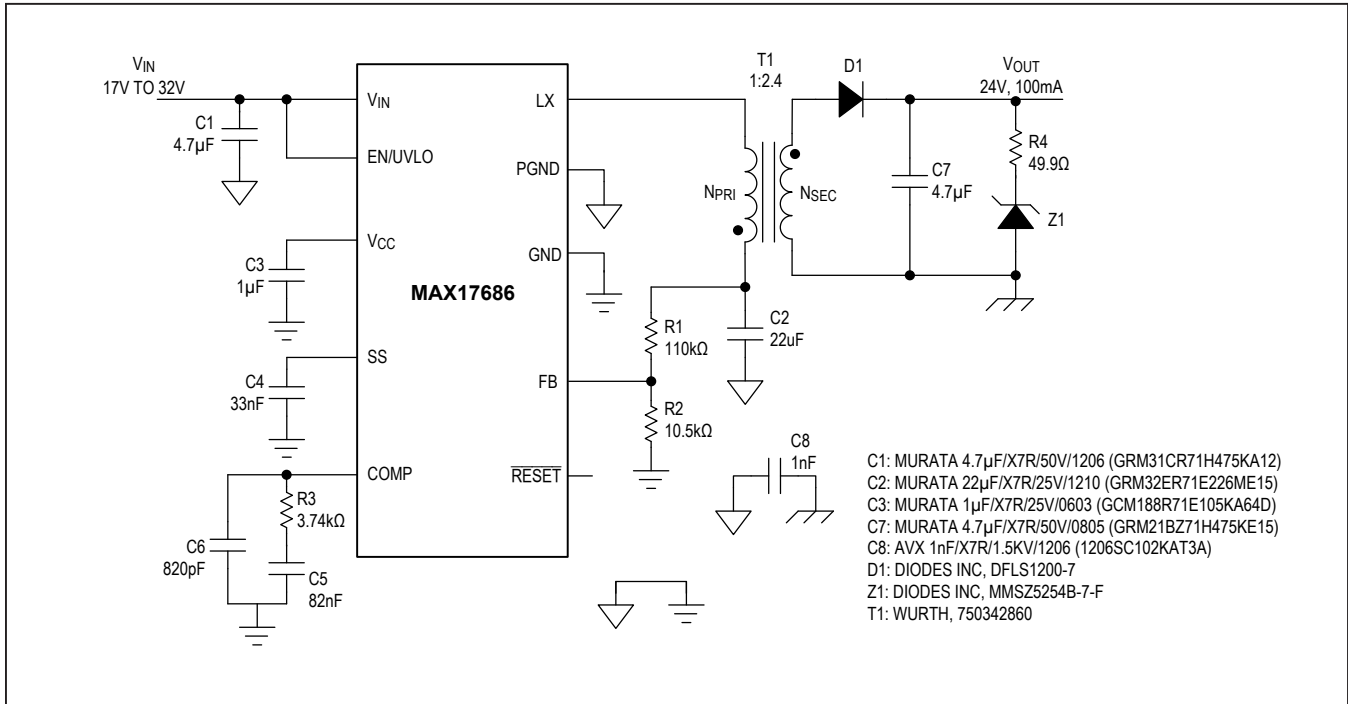 VIN
17V TO 32V
C1
4.7µF
VIN
EN/UVLO
VCC
C3
1µF
SS
C4
33nF
COMP
R3
3.74kΩ
C6
820pF
C5
82nF
MAX17686
LX
PGND
GND
FB
RESET
T1
1:2.4
NPRI
NSEC
D1
VOUT
24V, 100mA
C7
4.7µF
R4
49.9Ω
Z1
R1
110kΩ
C2
22uF
R2
10.5kΩ
C8
1nF
C1: MURATA 4.7µF/X7R/50V/1206 (GRM31CR71H475KA12)
C2: MURATA 22µF/X7R/25V/1210 (GRM32ER71E226ME15)
C3: MURATA 1µF/X7R/25V/0603 (GCM188R71E105KA64D)
C7: MURATA 4.7µF/X7R/50V/0805 (GRM21BZ71H475KE15)
C8: AVX 1nF/X7R/1.5KV/1206 (1206SC102KAT3A)
D1: DIODES INC, DFLS1200-7
Z1: DIODES INC, MMSZ5254B-7-F
T1: WURTH, 750342860